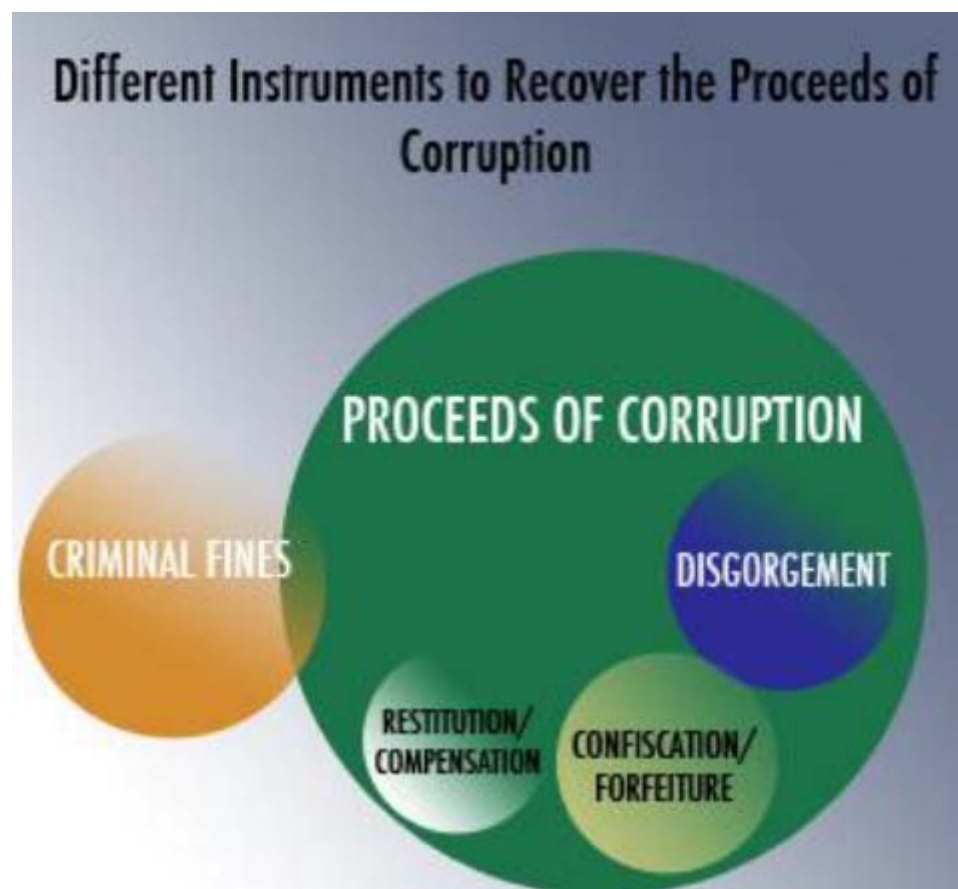 Different Instruments to Recover the Proceeds of
Corruption
PROCEEDS OF CORRUPTION
CRIMINAL FINES
DISGORGEMENT
RESTITUTION/
COMPENSATION
CONFISCATION/
FORFEITURE